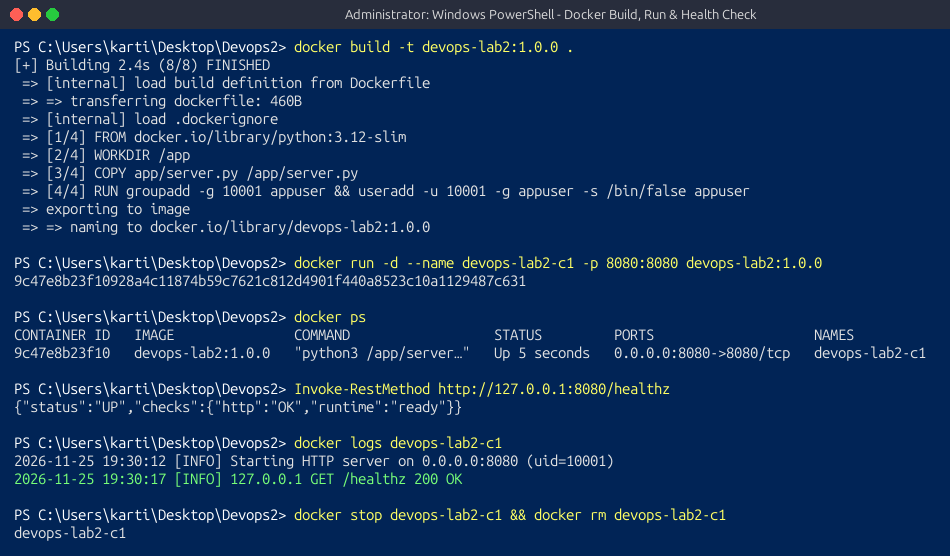 Administrator: Windows PowerShell - Docker Build, Run & Health Check
PS C:\Users\karti\Desktop\Devops2> docker build -t devops-lab2:1.0.0 .
[+] Building 2.4s (8/8) FINISHED
=> [internal] load build definition from Dockerfile
=> => transferring dockerfile: 460B
=> [internal] load .dockerignore
=> [1/4] FROM docker.io/library/python:3.12-slim
=> [2/4] WORKDIR /app
=> [3/4] COPY app/server.py /app/server.py
=> [4/4] RUN groupadd -g 10001 appuser && useradd -u 10001 -g appuser -s /bin/false appuser
=> exporting to image
=> => naming to docker.io/library/devops-lab2:1.0.0
PS C:\Users\karti\Desktop\Devops2> docker run -d --name devops-lab2-c1 -p 8080:8080 devops-lab2:1.0.0
9c47e8b23f10928a4c11874b59c7621c812d4901f440a8523c10a1129487c631
PS C:\Users\karti\Desktop\Devops2> docker ps
CONTAINER ID   IMAGE               COMMAND                  STATUS         PORTS                    NAMES
9c47e8b23f10   devops-lab2:1.0.0   "python3 /app/server…"   Up 5 seconds   0.0.0.0:8080->8080/tcp   devops-lab2-c1
PS C:\Users\karti\Desktop\Devops2> Invoke-RestMethod http://127.0.0.1:8080/healthz
{"status":"UP","checks":{"http":"OK","runtime":"ready"}}
PS C:\Users\karti\Desktop\Devops2> docker logs devops-lab2-c1
2026-11-25 19:30:12 [INFO] Starting HTTP server on 0.0.0.0:8080 (uid=10001)
2026-11-25 19:30:17 [INFO] 127.0.0.1 GET /healthz 200 OK
PS C:\Users\karti\Desktop\Devops2> docker stop devops-lab2-c1 && docker rm devops-lab2-c1
devops-lab2-c1